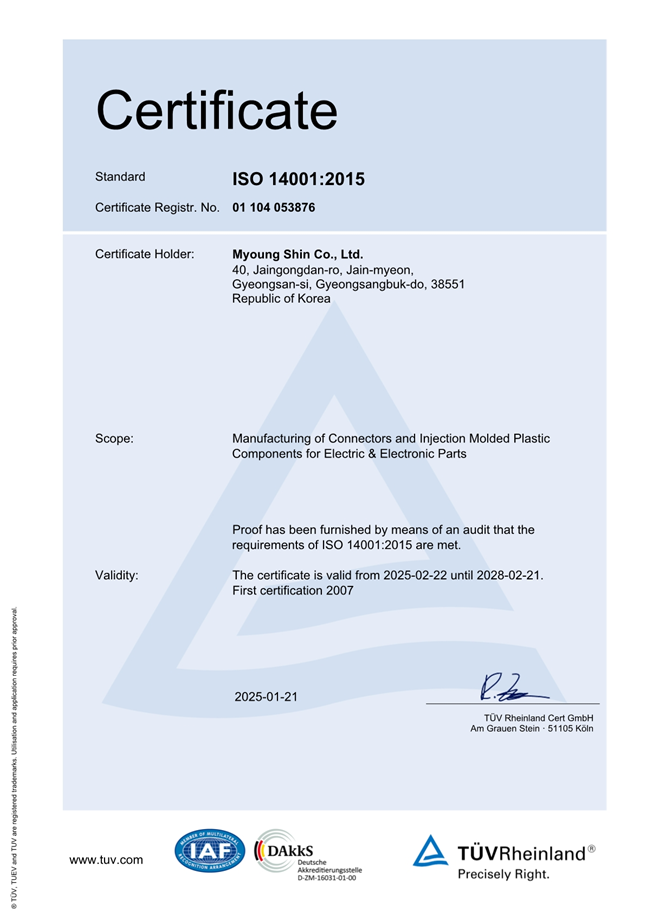 Certificate
Standard ISO 14001:2015
Certificate Registr. No. 01 104 053876
Certificate Holder: Myoung Shin Co., Ltd.
40, Jaingongdan-ro, Jain-myeon,
Gyeongsan-si, Gyeongsangbuk-do, 38551
Republic of Korea
Scope: Manufacturing of Connectors and Injection Molded Plastic
Components for Electric & Electronic Parts
Proof has been furnished by means of an audit that the
requirements of ISO 14001:2015 are met.
Validity: The certificate is valid from 2025-02-22 until 2028-02-21.
First certification 2007
2025-01-21
TÜV Rheinland Cert GmbH
Am Grauen Stein · 51105 Köln
® TÜV, TUEV and TUV are registered trademarks. Utilisation and application requires prior approval.
www.tuv.com
MEMBER OF MULTILATERAL
IAF
RECOGNITION ARRANGEMENT
DAkkS
Deutsche
Akkreditierungsstelle
D-ZM-16031-01-00
TÜVRheinland®
Precisely Right.